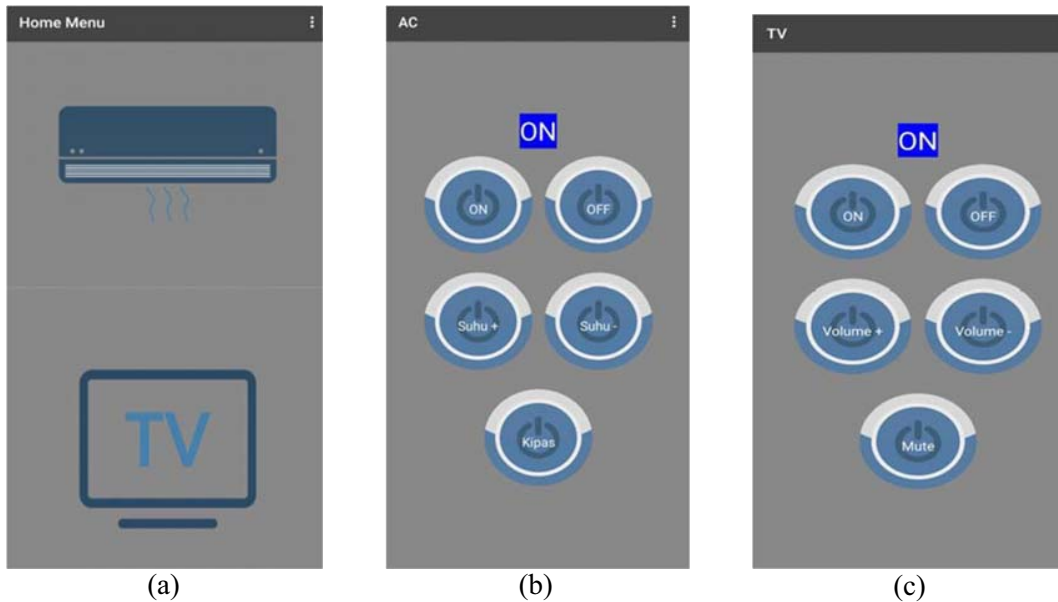 Home Menu
TV
(a)
AC
ON
ON
OFF
Suhu +
Suhu -
Kipas
(b)
TV
ON
ON
OFF
Volume +
Volume -
Mute
(c)